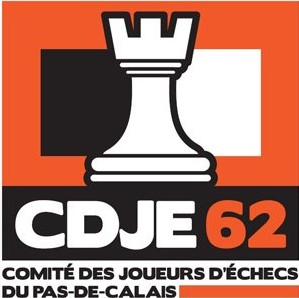 CDJE 62
COMITÉ DES JOUEURS D'ÉCHECS
DU PAS-DE-CALAIS